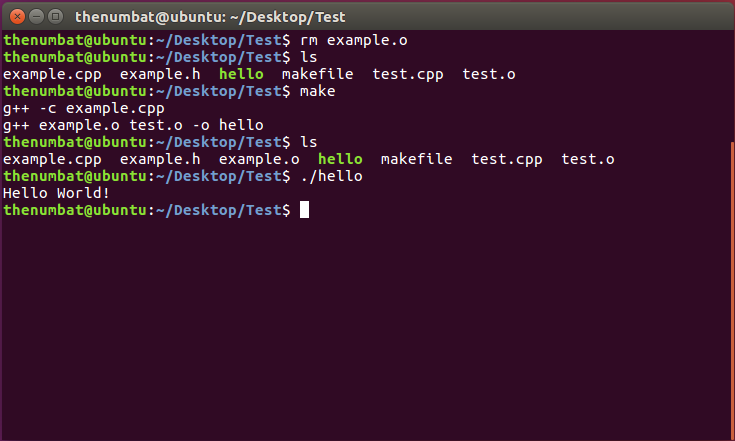 thenumbat@ubuntu: ~/Desktop/Test
thenumbat@ubuntu:~/Desktop/Test$ rm example.o
thenumbat@ubuntu:~/Desktop/Test$ ls
example.cpp  example.h  hello  makefile  test.cpp  test.o
thenumbat@ubuntu:~/Desktop/Test$ make
g++ -c example.cpp
g++ example.o test.o -o hello
thenumbat@ubuntu:~/Desktop/Test$ ls
example.cpp  example.h  example.o  hello  makefile  test.cpp  test.o
thenumbat@ubuntu:~/Desktop/Test$ ./hello
Hello World!
thenumbat@ubuntu:~/Desktop/Test$